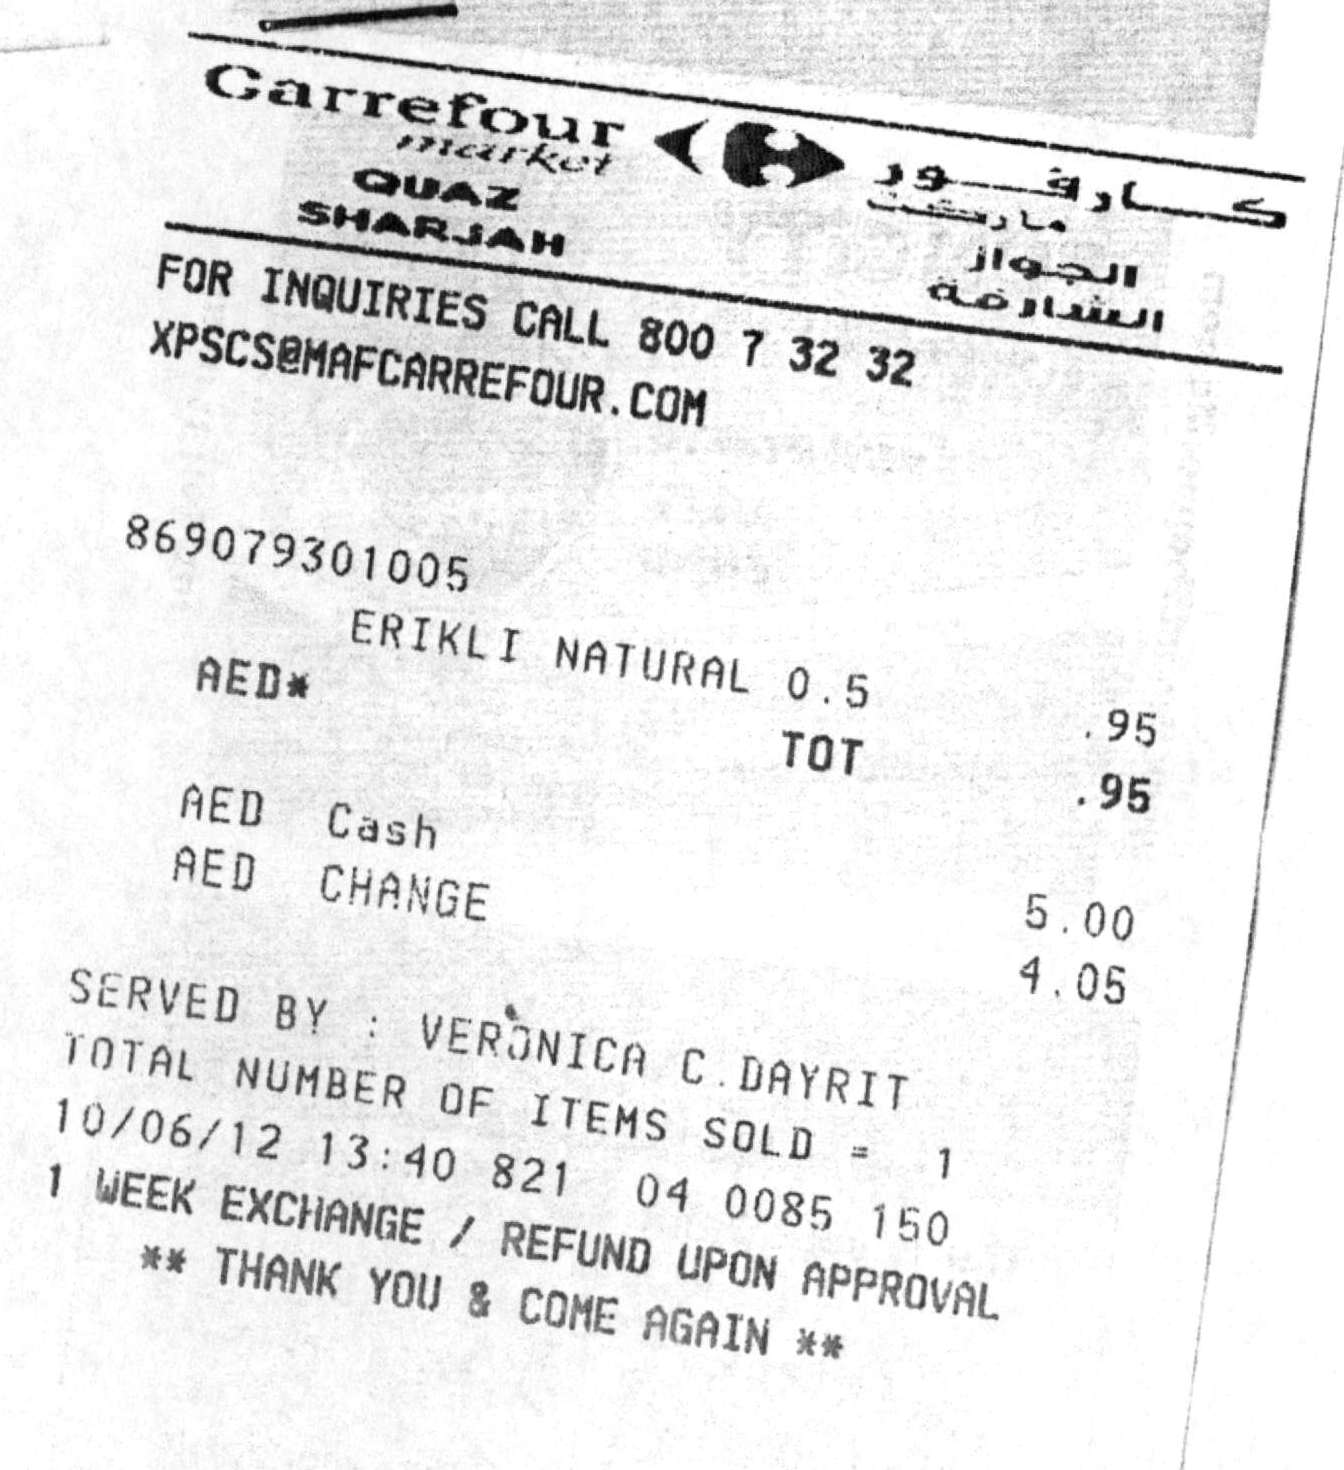 Carrefour
market
QUAZ
SHARJAH
كارفور
ماركت
الجواز
الشارقة
FOR INQUIRIES CALL 800 7 32 32
XPSCS@MAFCARREFOUR.COM
869079301005
ERIKLI NATURAL 0.5 .95
AED* TOT .95
AED Cash 5.00
AED CHANGE 4.05
SERVED BY : VERONICA C.DAYRIT
TOTAL NUMBER OF ITEMS SOLD = 1
10/06/12 13:40 821 04 0085 150
1 WEEK EXCHANGE / REFUND UPON APPROVAL
** THANK YOU & COME AGAIN **